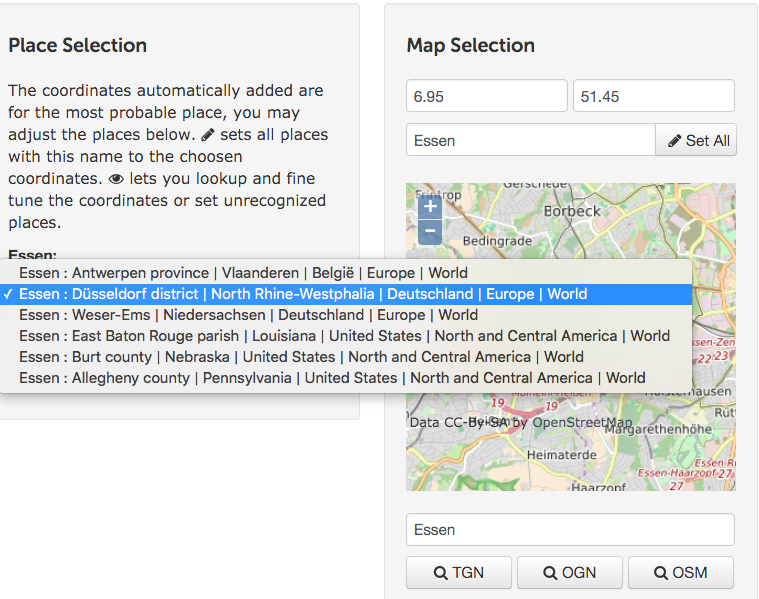 Place Selection
The coordinates automatically added are
for the most probable place, you may
adjust the places below. sets all places
with this name to the choosen
coordinates. lets you lookup and fine
tune the coordinates or set unrecognized
places.
Essen:
Essen : Antwerpen province | Vlaanderen | België | Europe | World
✓ Essen : Düsseldorf district | North Rhine-Westphalia | Deutschland | Europe | World
Essen : Weser-Ems | Niedersachsen | Deutschland | Europe | World
Essen : East Baton Rouge parish | Louisiana | United States | North and Central America | World
Essen : Burt county | Nebraska | United States | North and Central America | World
Essen : Allegheny county | Pennsylvania | United States | North and Central America | World
Map Selection
6.95 51.45
Essen Set All
Gerschede
Frintrop
+
Borbeck
−
Bedingrade
22 23
Holsterhausen
19
19
Data CC-By-SA by OpenStreetMap
Margarethenhöhe
Heimaterde
Essen-Haarzopf 27
27
Haarzopf
Essen
TGN OGN OSM